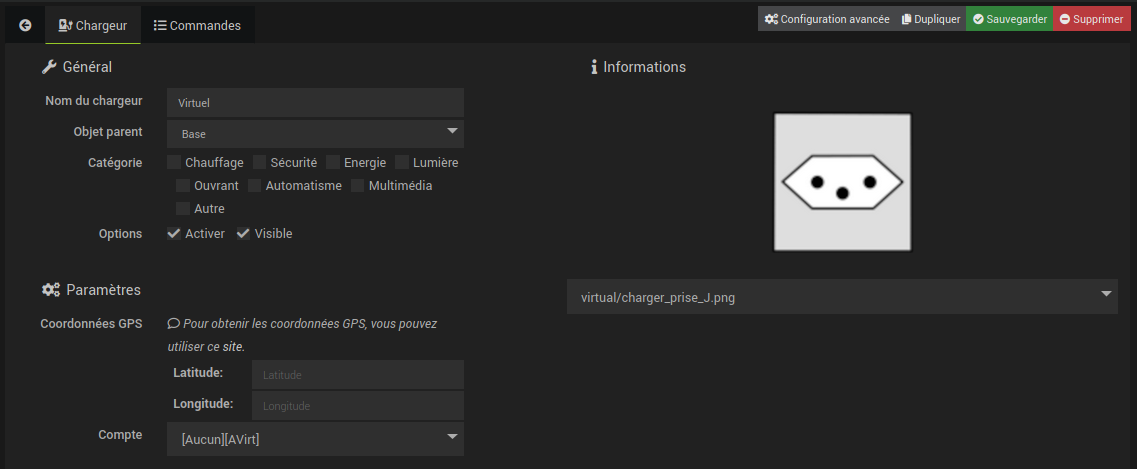 Chargeur Commandes Configuration avancée Dupliquer Sauvegarder Supprimer
Général
Nom du chargeur Virtuel
Objet parent Base
Catégorie Chauffage Sécurité Energie Lumière
Ouvrant Automatisme Multimédia
Autre
Options Activer Visible
Paramètres
Coordonnées GPS Pour obtenir les coordonnées GPS, vous pouvez
utiliser ce site.
Latitude: Latitude
Longitude: Longitude
Compte [Aucun][AVirt]
Informations
virtual/charger_prise_J.png